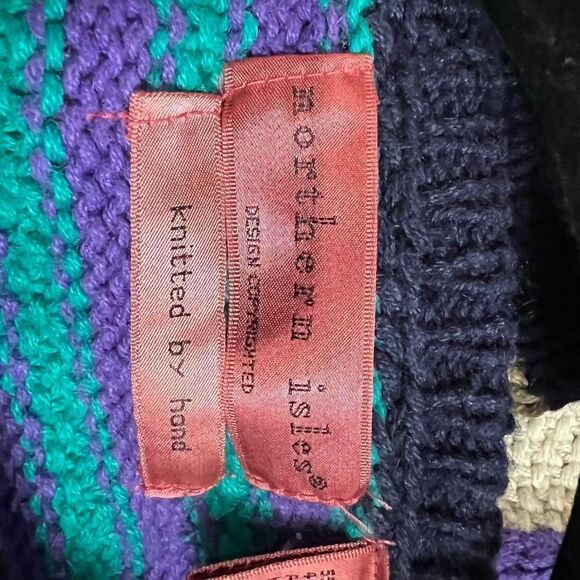 northern isles®
DESIGN COPYRIGHTED
knitted by hand